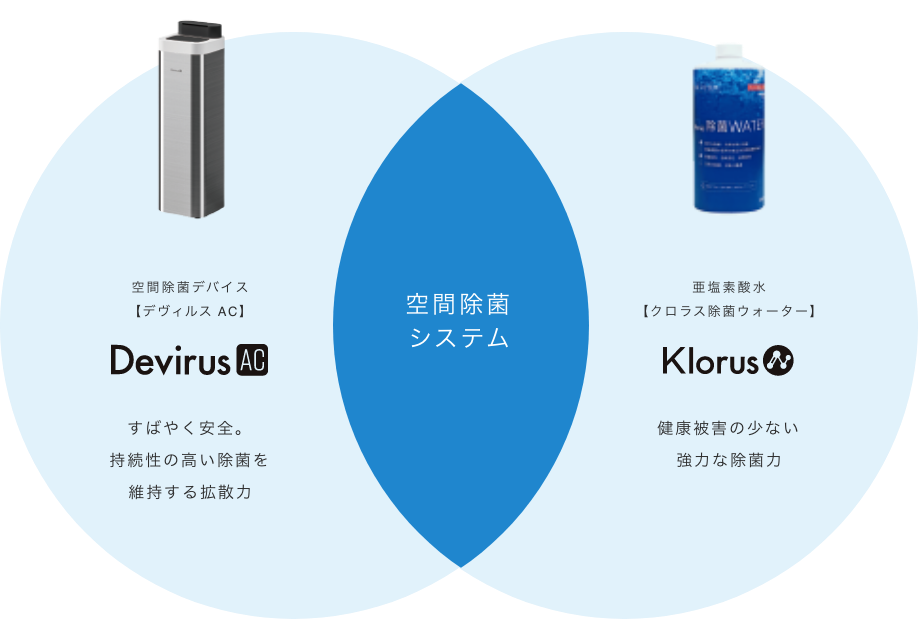 除菌WATER
空間除菌デバイス
【デヴィルス AC】
Devirus AC
すばやく安全。
持続性の高い除菌を
維持する拡散力
空間除菌
システム
亜塩素酸水
【クロラス除菌ウォーター】
Klorus
健康被害の少ない
強力な除菌力